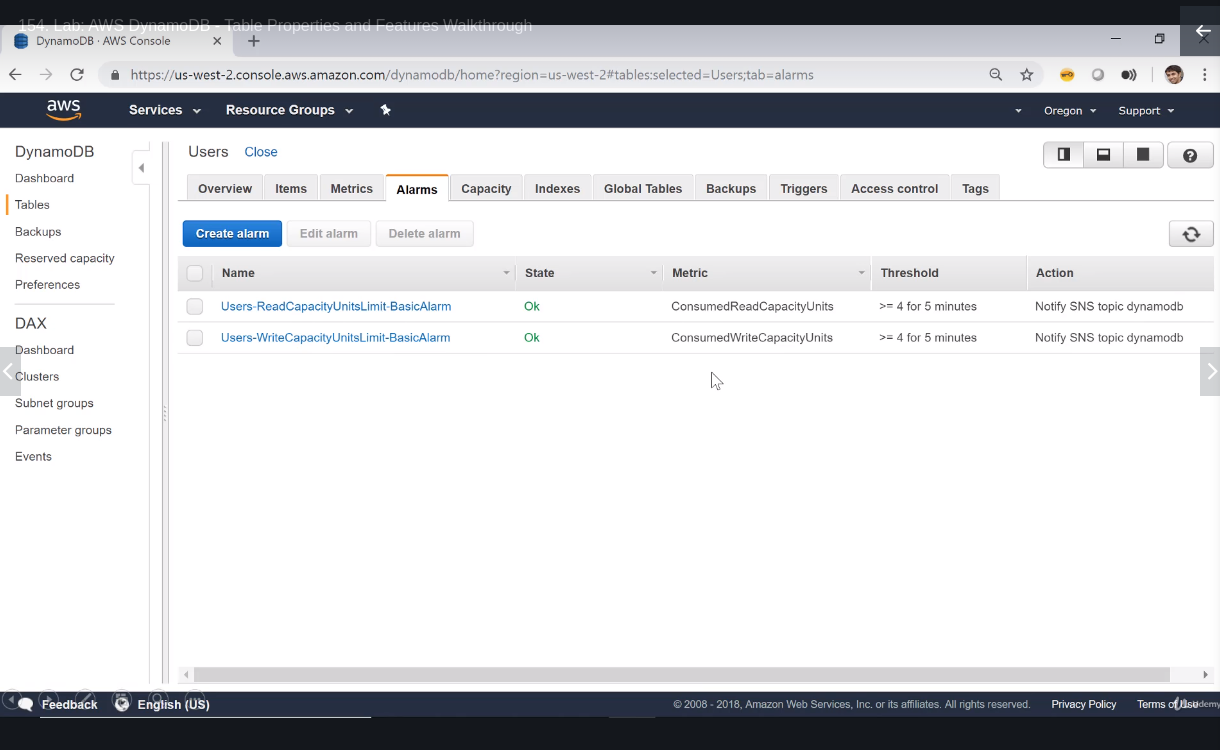 154. Lab: AWS DynamoDB - Table Properties and Features Walkthrough
DynamoDB · AWS Console
https://us-west-2.console.aws.amazon.com/dynamodb/home?region=us-west-2#tables:selected=Users;tab=alarms
aws Services Resource Groups Oregon Support
DynamoDB
Dashboard
Tables
Backups
Reserved capacity
Preferences
DAX
Dashboard
Clusters
Subnet groups
Parameter groups
Events
Users Close
Overview Items Metrics Alarms Capacity Indexes Global Tables Backups Triggers Access control Tags
Create alarm Edit alarm Delete alarm
Name State Metric Threshold Action
Users-ReadCapacityUnitsLimit-BasicAlarm Ok ConsumedReadCapacityUnits >= 4 for 5 minutes Notify SNS topic dynamodb
Users-WriteCapacityUnitsLimit-BasicAlarm Ok ConsumedWriteCapacityUnits >= 4 for 5 minutes Notify SNS topic dynamodb
Feedback English (US) © 2008 - 2018, Amazon Web Services, Inc. or its affiliates. All rights reserved. Privacy Policy Terms of Use udemy